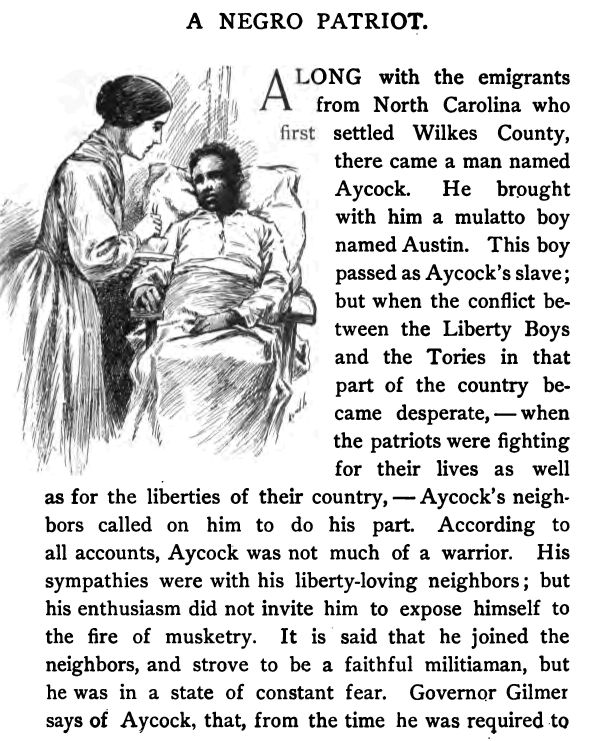 A NEGRO PATRIOT.
ALONG with the emigrants
from North Carolina who
first settled Wilkes County,
there came a man named
Aycock. He brought
with him a mulatto boy
named Austin. This boy
passed as Aycock's slave;
but when the conflict be-
tween the Liberty Boys
and the Tories in that
part of the country be-
came desperate, — when
the patriots were fighting
for their lives as well
as for the liberties of their country, — Aycock's neigh-
bors called on him to do his part. According to
all accounts, Aycock was not much of a warrior. His
sympathies were with his liberty-loving neighbors; but
his enthusiasm did not invite him to expose himself to
the fire of musketry. It is said that he joined the
neighbors, and strove to be a faithful militiaman, but
he was in a state of constant fear. Governor Gilmer
says of Aycock, that, from the time he was required to